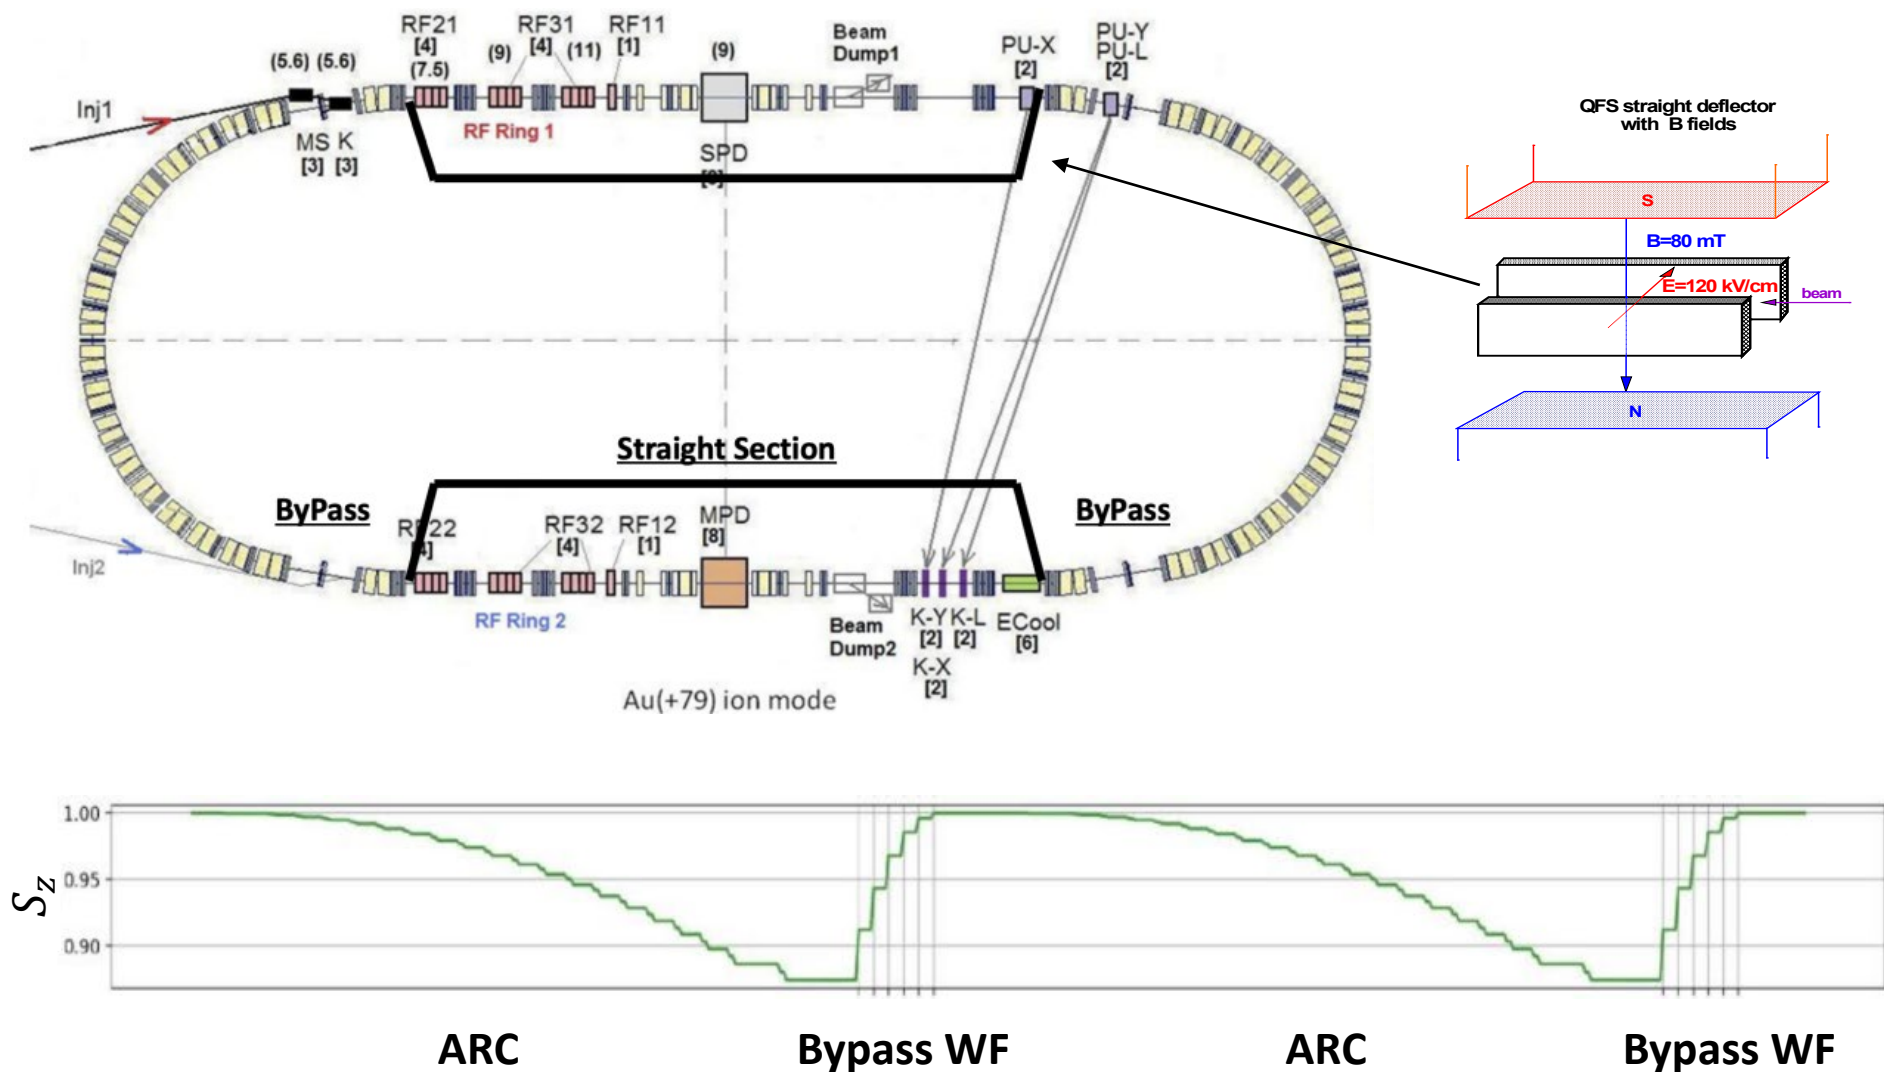 RF21
[4]
(7.5)
(9)
RF31
[4]
(11)
RF11
[1]
(9)
Beam
Dump1
PU-X
[2]
PU-Y
PU-L
[2]
(5.6) (5.6)
Inj1
MS K
[3] [3]
RF Ring 1
SPD
QFS straight deflector
with B fields
S
B=80 mT
E=120 kV/cm
beam
N
Straight Section
ByPass
ByPass
RF22
[4]
RF32
[4]
RF12
[1]
MPD
[8]
Inj2
RF Ring 2
Beam
Dump2
K-Y K-L
[2] [2]
K-X
[2]
ECool
[6]
Au(+79) ion mode
1.00
0.95
0.90
Sz
ARC
Bypass WF
ARC
Bypass WF